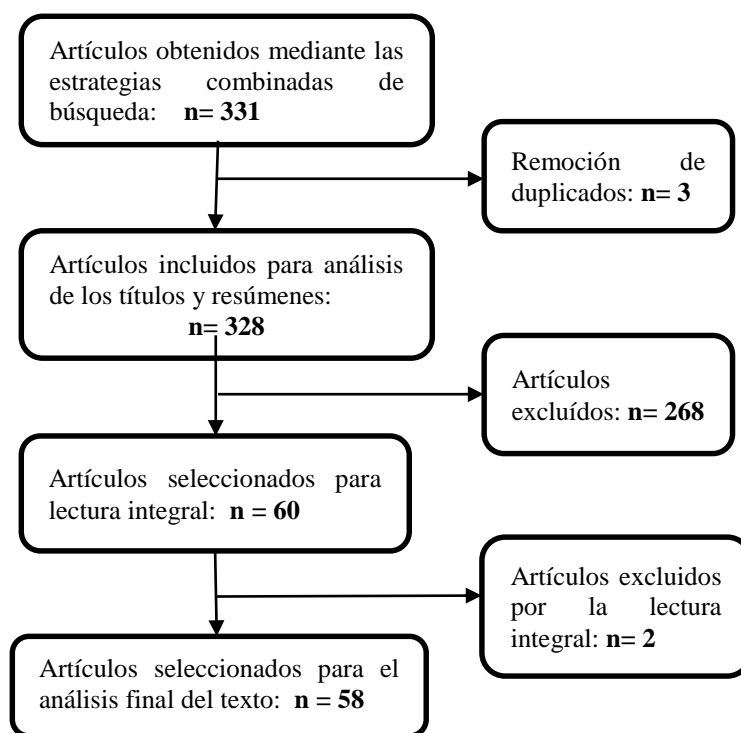 Artículos obtenidos mediante las
estrategias combinadas de
búsqueda: n= 331
Remoción de
duplicados: n= 3
Artículos incluidos para análisis
de los títulos y resúmenes:
n= 328
Artículos
excluídos: n= 268
Artículos seleccionados para
lectura integral: n = 60
Artículos excluidos
por la lectura
integral: n= 2
Artículos seleccionados para el
análisis final del texto: n = 58